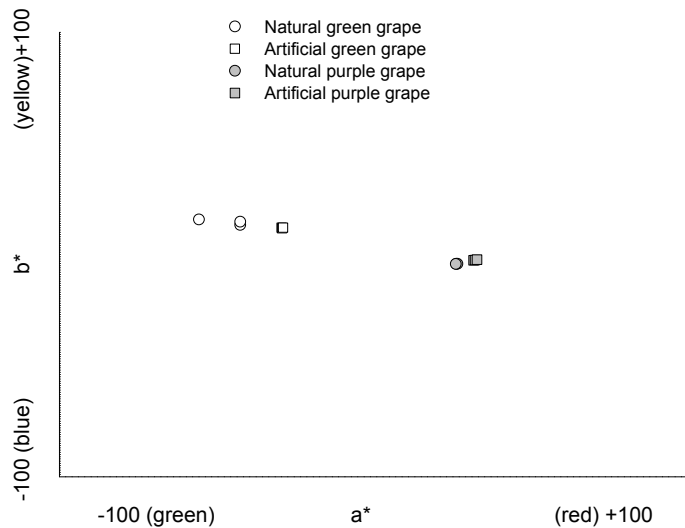 Natural green grape
Artificial green grape
Natural purple grape
Artificial purple grape
(yellow)+100
b*
-100 (blue)
-100 (green)
a*
(red) +100